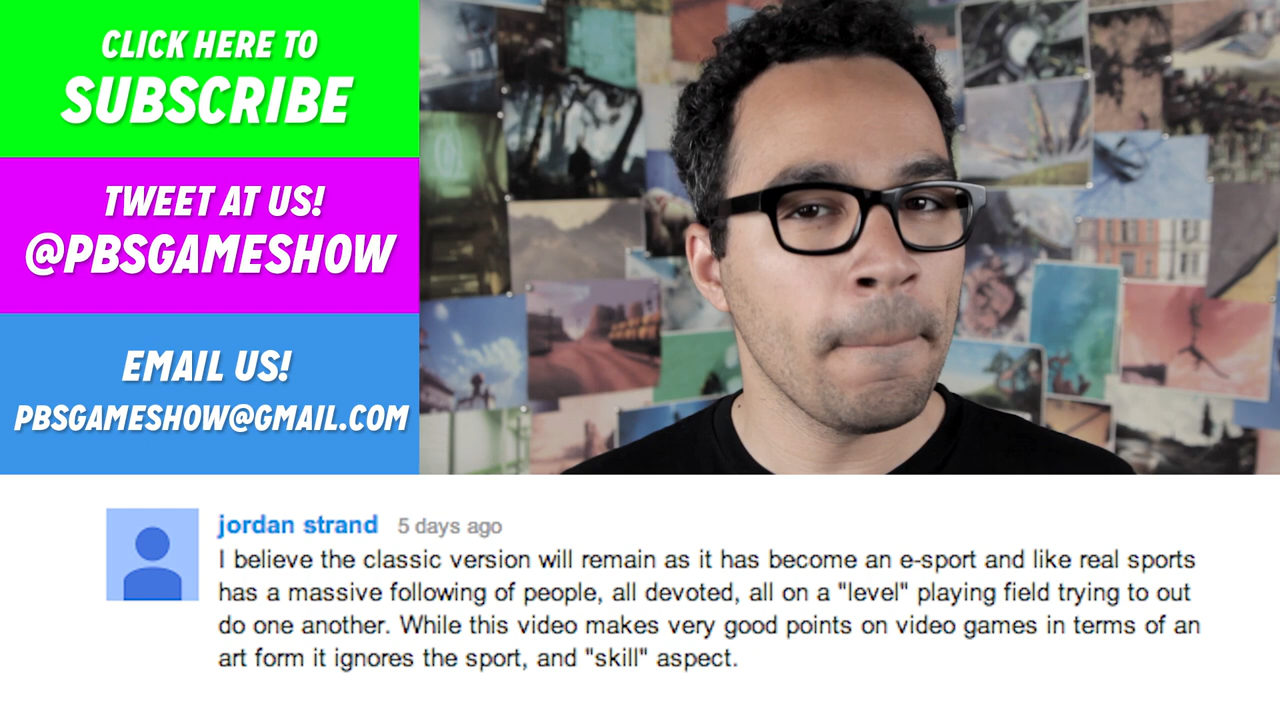 CLICK HERE TO
SUBSCRIBE
TWEET AT US!
@PBSGAMESHOW
EMAIL US!
PBSGAMESHOW@GMAIL.COM
jordan strand 5 days ago
I believe the classic version will remain as it has become an e-sport and like real sports
has a massive following of people, all devoted, all on a "level" playing field trying to out
do one another. While this video makes very good points on video games in terms of an
art form it ignores the sport, and "skill" aspect.